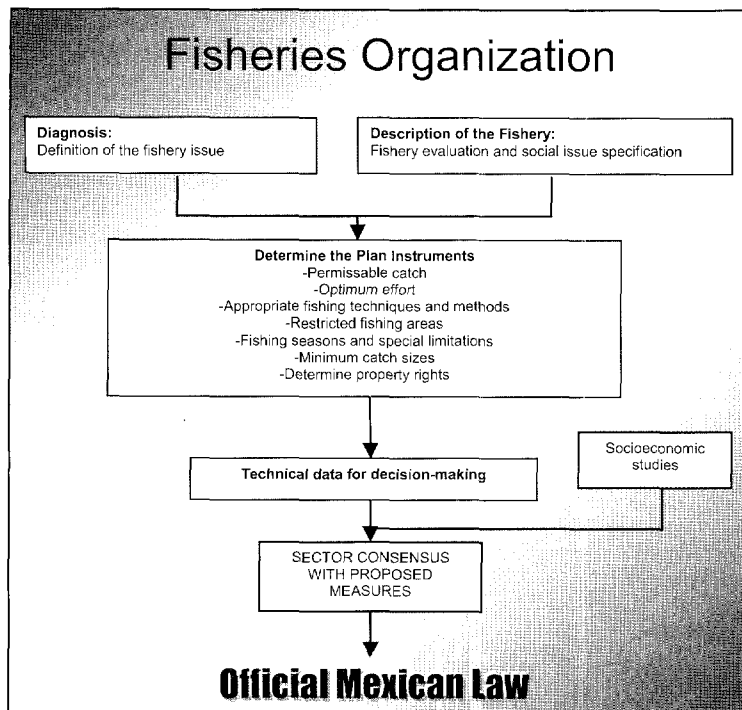 Fisheries Organization
Diagnosis:
Definition of the fishery issue
Description of the Fishery:
Fishery evaluation and social issue specification
Determine the Plan Instruments
-Permissable catch
-Optimum effort
-Appropriate fishing techniques and methods
-Restricted fishing areas
-Fishing seasons and special limitations
-Minimum catch sizes
-Determine property rights
Technical data for decision-making
Socioeconomic
studies
SECTOR CONSENSUS
WITH PROPOSED
MEASURES
Official Mexican Law